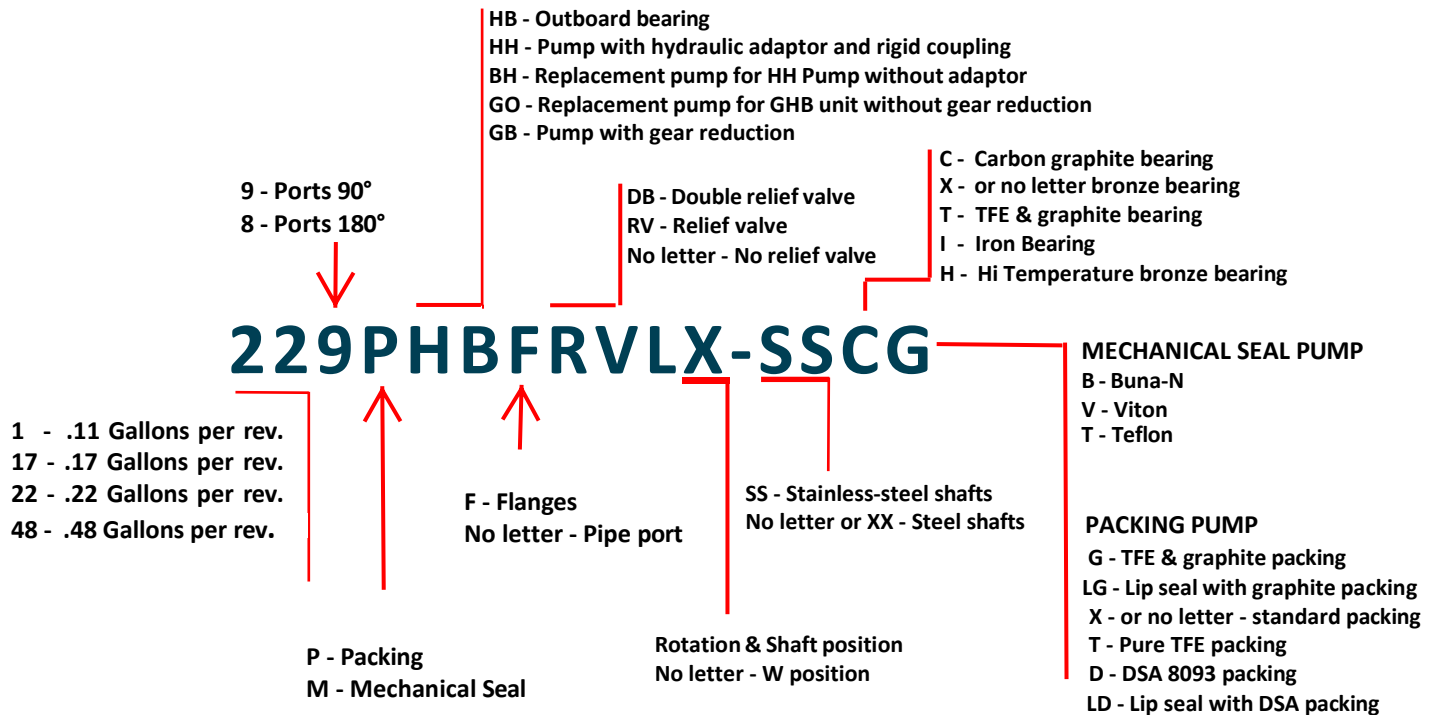 HB - Outboard bearing
HH - Pump with hydraulic adaptor and rigid coupling
BH - Replacement pump for HH Pump without adaptor
GO - Replacement pump for GHB unit without gear reduction
GB - Pump with gear reduction
9 - Ports 90°
8 - Ports 180°
DB - Double relief valve
RV - Relief valve
No letter - No relief valve
C - Carbon graphite bearing
X - or no letter bronze bearing
T - TFE & graphite bearing
I - Iron Bearing
H - Hi Temperature bronze bearing
229PHBFRVLX-SSCG
1 - .11 Gallons per rev.
17 - .17 Gallons per rev.
22 - .22 Gallons per rev.
48 - .48 Gallons per rev.
P - Packing
M - Mechanical Seal
F - Flanges
No letter - Pipe port
Rotation & Shaft position
No letter - W position
SS - Stainless-steel shafts
No letter or XX - Steel shafts
MECHANICAL SEAL PUMP
B - Buna-N
V - Viton
T - Teflon
PACKING PUMP
G - TFE & graphite packing
LG - Lip seal with graphite packing
X - or no letter - standard packing
T - Pure TFE packing
D - DSA 8093 packing
LD - Lip seal with DSA packing